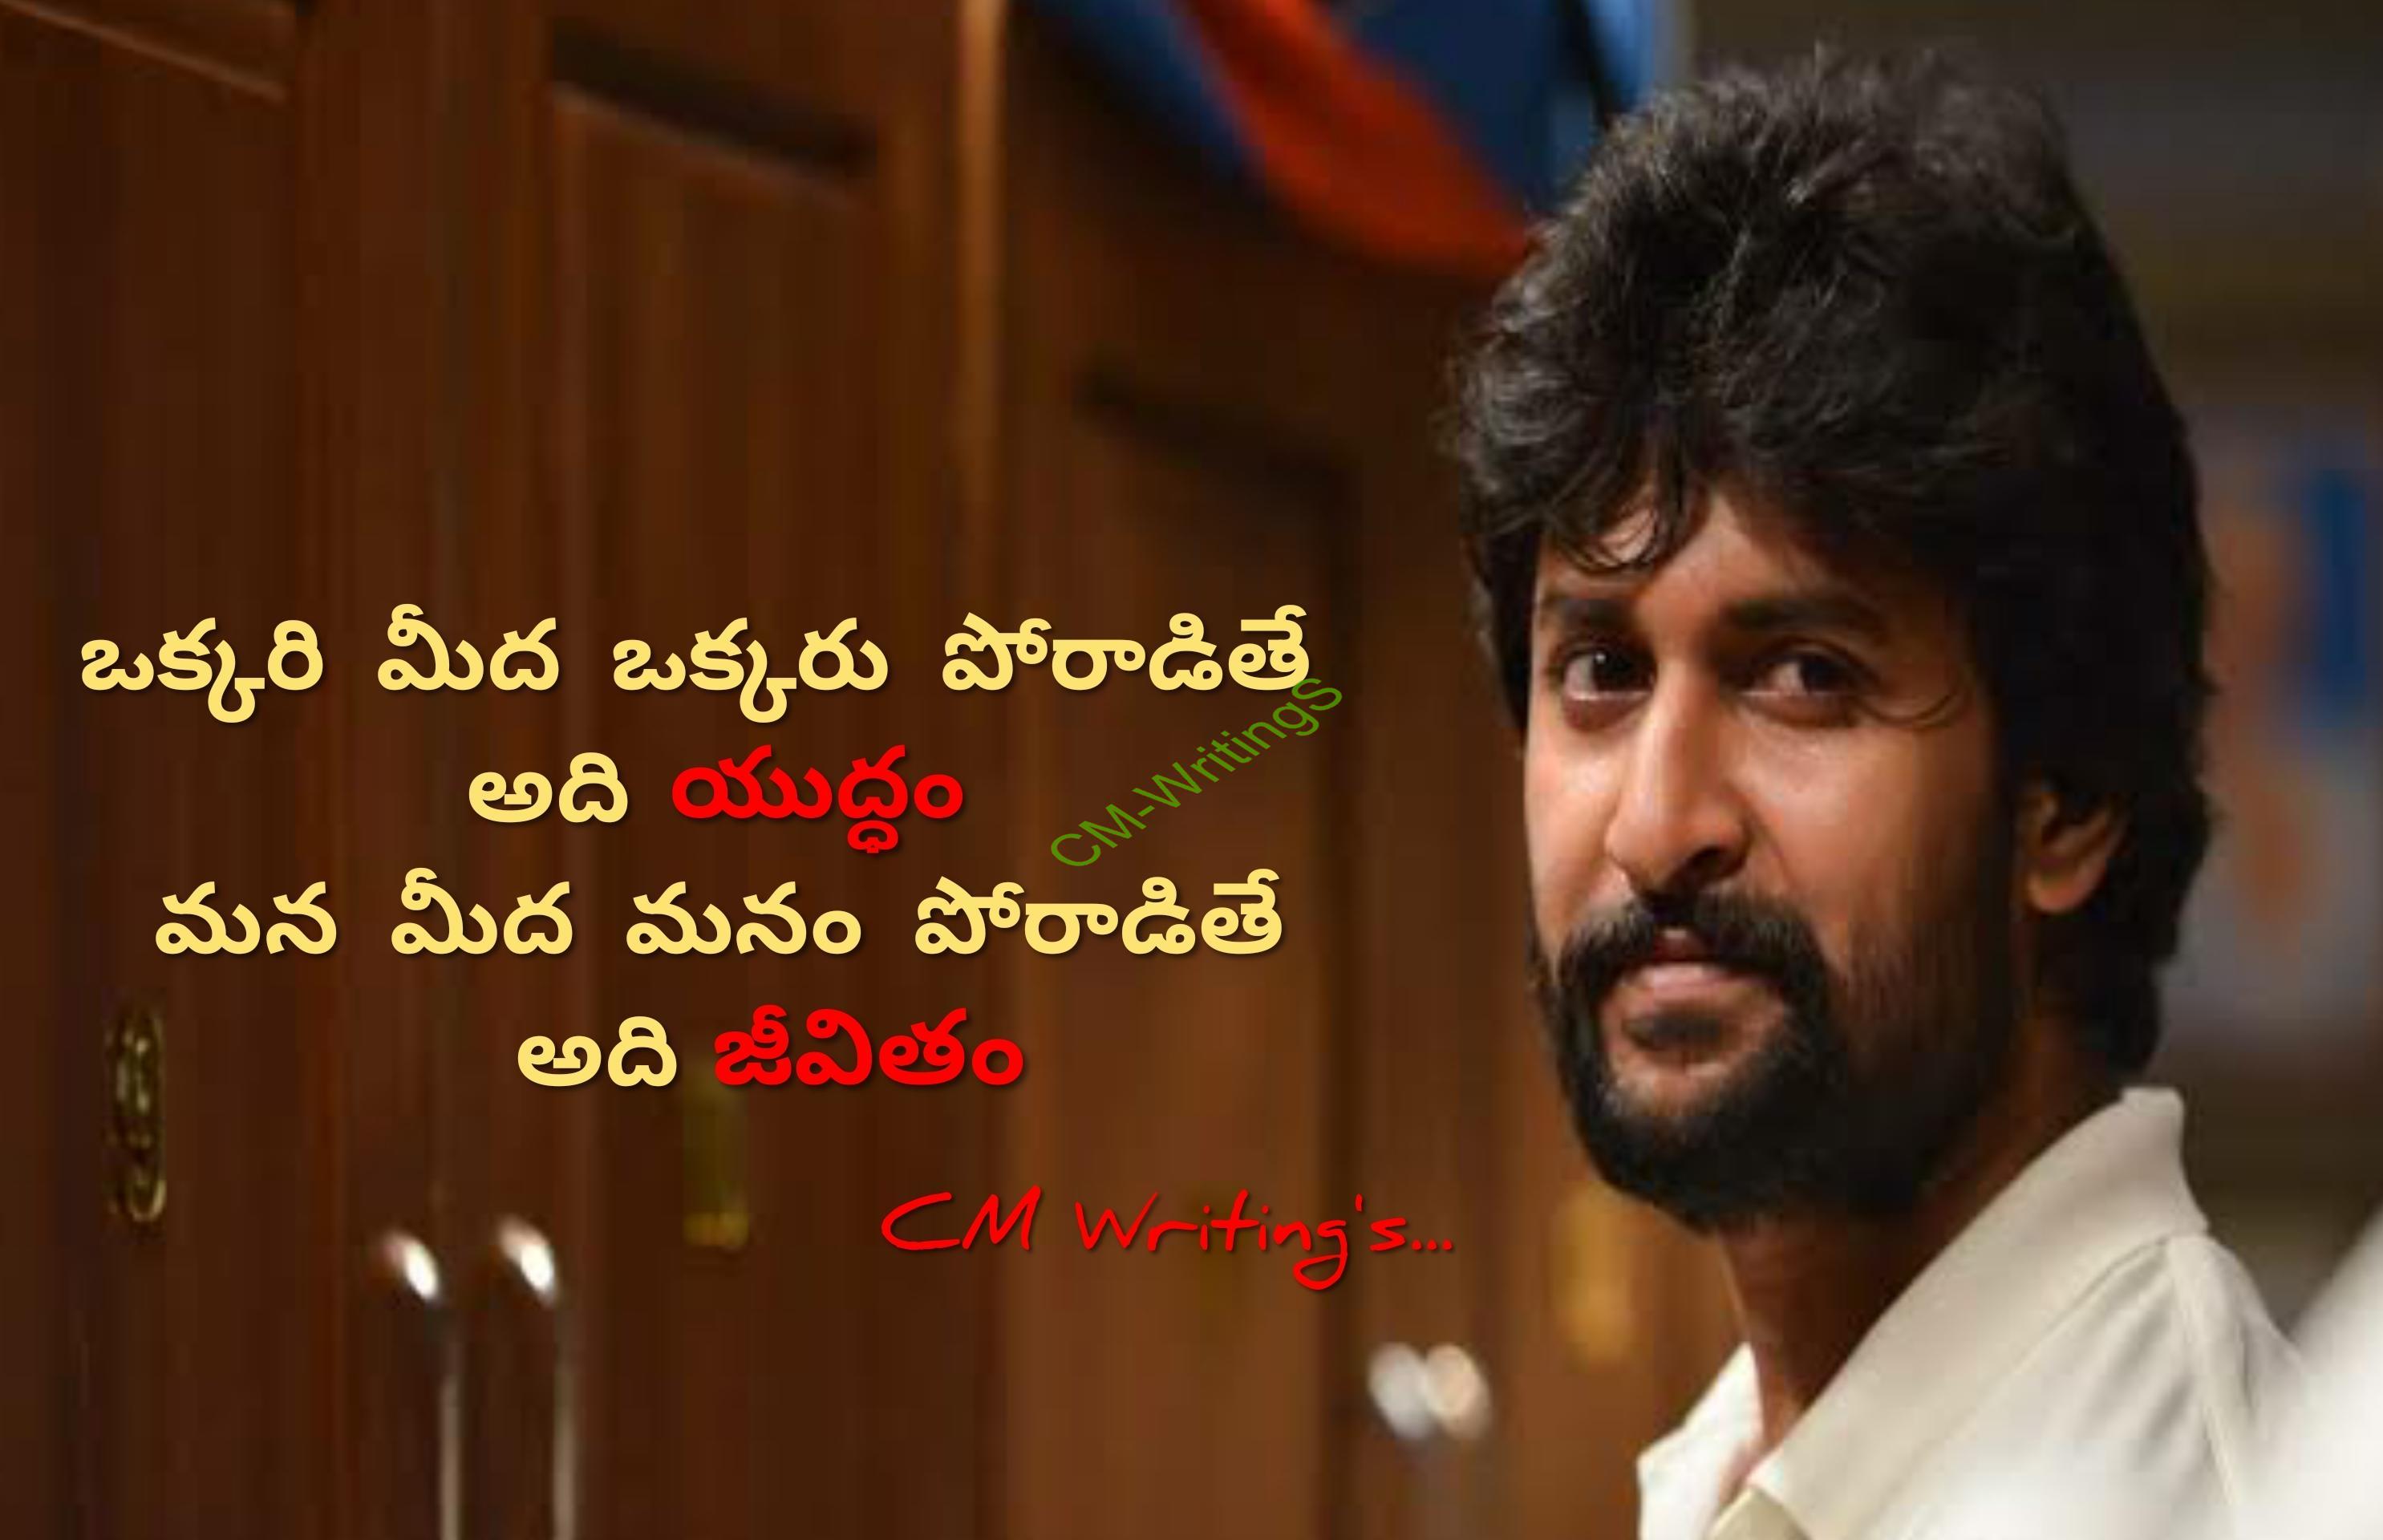 ఒక్కరి మీద ఒక్కరు పోరాడితే
అది యుద్ధం
CM-WritingS
మన మీద మనం పోరాడితే
అది జీవితం
CM Writing's...